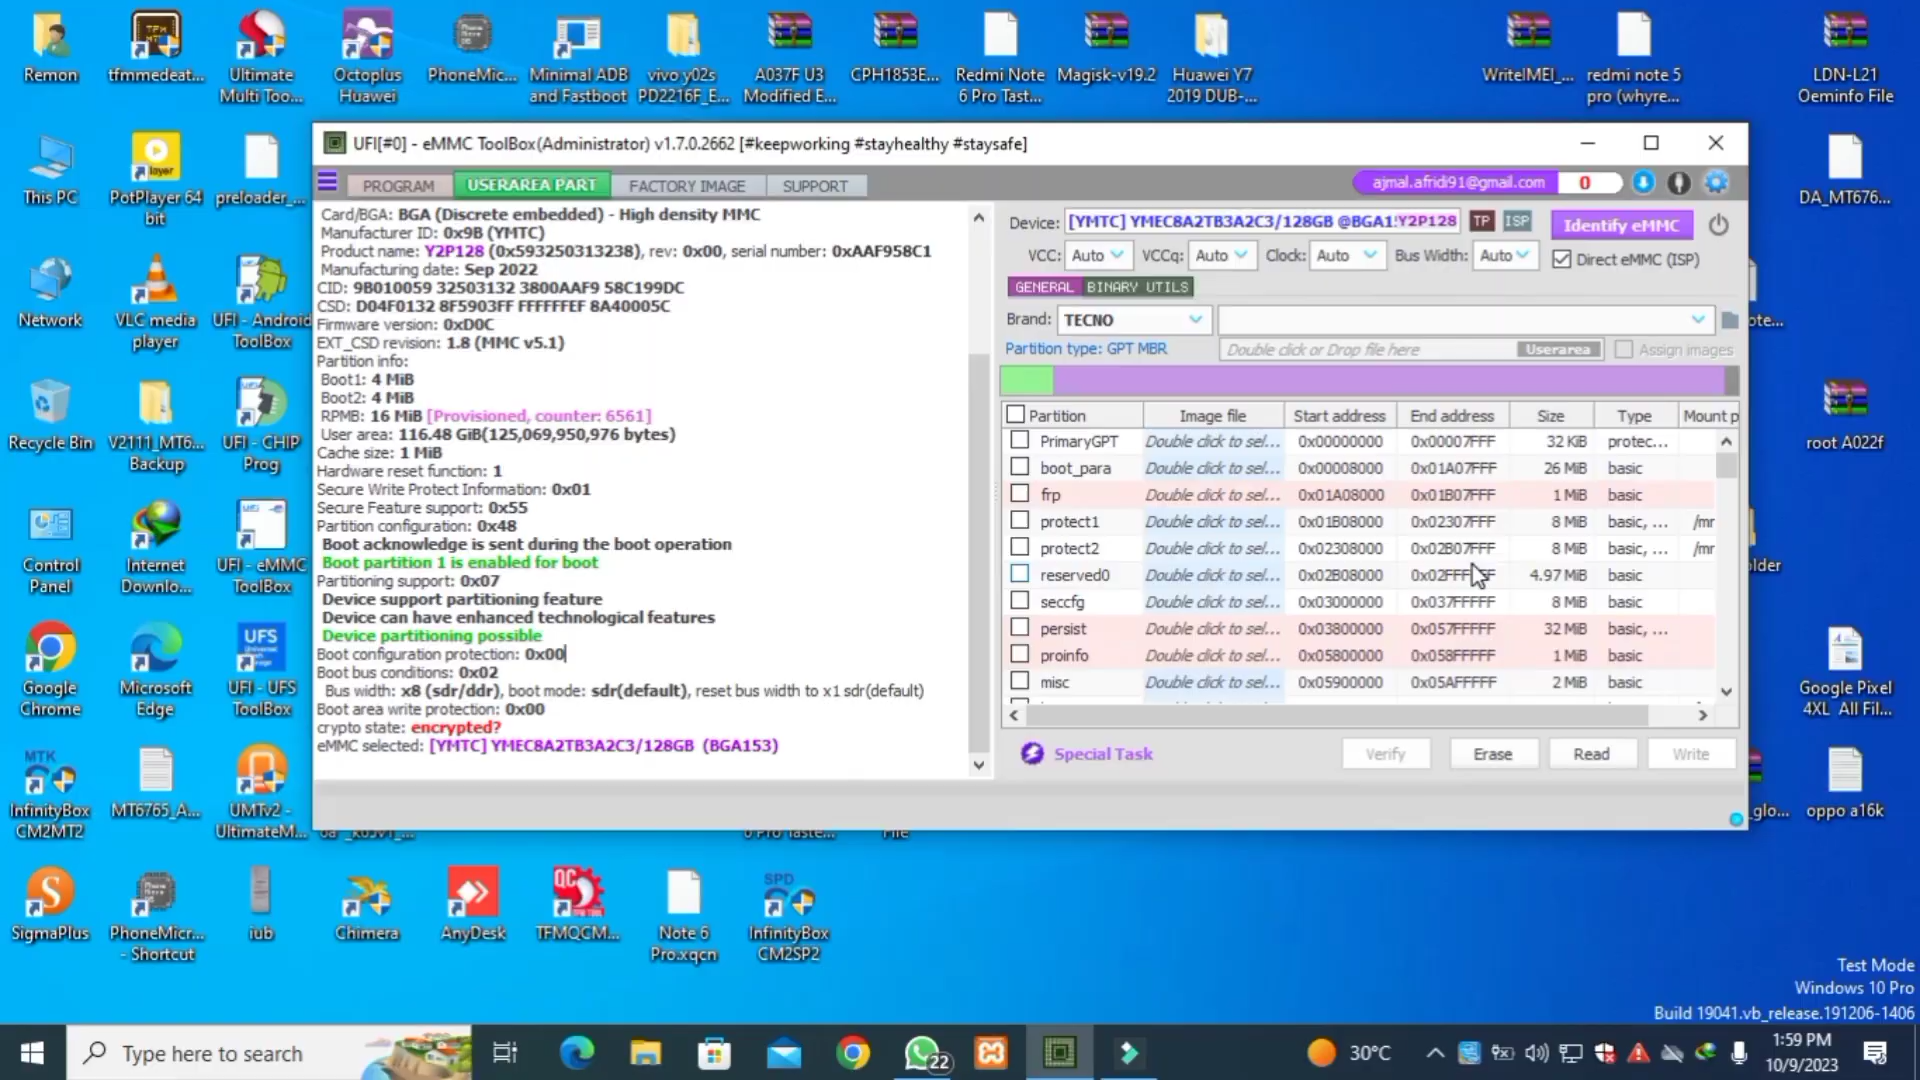 Remon
tfmmedeat...
Ultimate
Multi Too...
Octoplus
Huawei
PhoneMic...
Minimal ADB
and Fastboot
vivo y02s
PD2216F_E...
A037F U3
Modified E...
CPH1853E...
Redmi Note
6 Pro Tast...
Magisk-v19.2
Huawei Y7
2019 DUB-...
WriteIMEI_...
redmi note 5
pro (whyre...
LDN-L21
Oeminfo File
This PC
PotPlayer 64
bit
preloader_...
DA_MT676...
Network
VLC media
player
UFI - Android
ToolBox
ote...
Recycle Bin
V2111_MT6...
Backup
UFI - CHIP
Prog
root A022f
Control
Panel
Internet
Downlo...
UFI - eMMC
ToolBox
older
Google
Chrome
Microsoft
Edge
UFS
UFI - UFS
ToolBox
Google Pixel
4XL All Fil...
MTK
InfinityBox
CM2MT2
MT6765_A...
UMTv2 -
UltimateM...
_glo...
oppo a16k
SigmaPlus
PhoneMicr...
- Shortcut
iub
Chimera
AnyDesk
QC
TFMQCM...
Note 6
Pro.xqcn
SPD
InfinityBox
CM2SP2
UFI[#0] - eMMC ToolBox(Administrator) v1.7.0.2662 [#keepworking #stayhealthy #staysafe]
PROGRAM USERAREA PART FACTORY IMAGE SUPPORT
ajmal.afridi91@gmail.com 0
Card/BGA: BGA (Discrete embedded) - High density MMC
Manufacturer ID: 0x9B (YMTC)
Product name: Y2P128 (0x593250313238), rev: 0x00, serial number: 0xAAF958C1
Manufacturing date: Sep 2022
CID: 9B010059 32503132 3800AAF9 58C199DC
CSD: D04F0132 8F5903FF FFFFFFEF 8A40005C
Firmware version: 0xD0C
EXT_CSD revision: 1.8 (MMC v5.1)
Partition info:
Boot1: 4 MiB
Boot2: 4 MiB
RPMB: 16 MiB [Provisioned, counter: 6561]
User area: 116.48 GiB(125,069,950,976 bytes)
Cache size: 1 MiB
Hardware reset function: 1
Secure Write Protect Information: 0x01
Secure Feature support: 0x55
Partition configuration: 0x48
Boot acknowledge is sent during the boot operation
Boot partition 1 is enabled for boot
Partitioning support: 0x07
Device support partitioning feature
Device can have enhanced technological features
Device partitioning possible
Boot configuration protection: 0x00
Boot bus conditions: 0x02
Bus width: x8 (sdr/ddr), boot mode: sdr(default), reset bus width to x1 sdr(default)
Boot area write protection: 0x00
crypto state: encrypted?
eMMC selected: [YMTC] YMEC8A2TB3A2C3/128GB (BGA153)
Device: [YMTC] YMEC8A2TB3A2C3/128GB @BGA1 Y2P128 TP ISP Identify eMMC
VCC: Auto VCCq: Auto Clock: Auto Bus Width: Auto Direct eMMC (ISP)
GENERAL BINARY UTILS
Brand: TECNO
Partition type: GPT MBR Double click or Drop file here Userarea Assign images
Partition Image file Start address End address Size Type Mount p
PrimaryGPT Double click to sel... 0x00000000 0x00007FFF 32 KiB protec...
boot_para Double click to sel... 0x00008000 0x01A07FFF 26 MiB basic
frp Double click to sel... 0x01A08000 0x01B07FFF 1 MiB basic
protect1 Double click to sel... 0x01B08000 0x02307FFF 8 MiB basic, ... /mr
protect2 Double click to sel... 0x02308000 0x02B07FFF 8 MiB basic, ... /mr
reserved0 Double click to sel... 0x02B08000 0x02FFFFFF 4.97 MiB basic
seccfg Double click to sel... 0x03000000 0x037FFFFF 8 MiB basic
persist Double click to sel... 0x03800000 0x057FFFFF 32 MiB basic, ...
proinfo Double click to sel... 0x05800000 0x058FFFFF 1 MiB basic
misc Double click to sel... 0x05900000 0x05AFFFFF 2 MiB basic
Special Task Verify Erase Read Write
Test Mode
Windows 10 Pro
Build 19041.vb_release.191206-1406
Type here to search
22
30°C
1:59 PM
10/9/2023